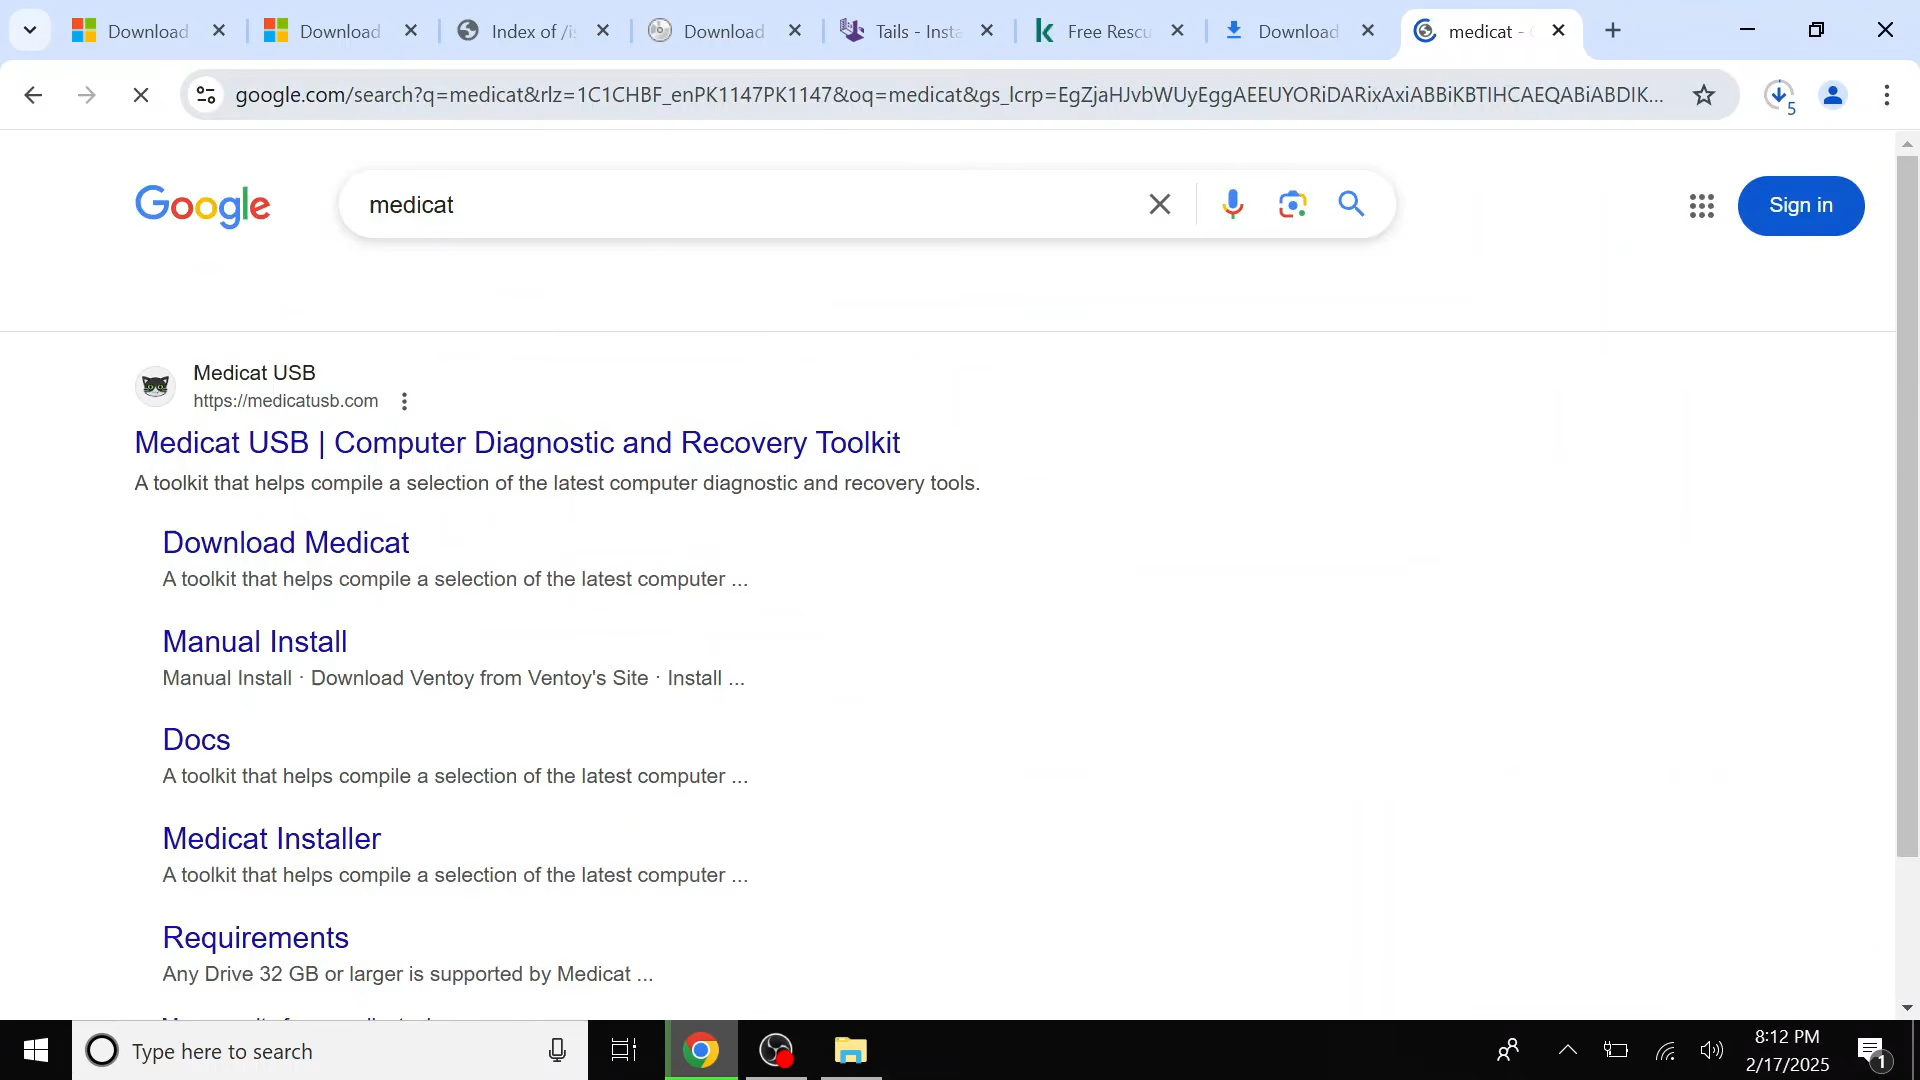 Download
Download
Index of /is
Download
Tails - Insta
Free Rescu
Download
medicat -
google.com/search?q=medicat&rlz=1C1CHBF_enPK1147PK1147&oq=medicat&gs_lcrp=EgZjaHJvbWUyEggAEEUYORiDARixAxiABBiKBTIHCAEQABiABDIK...
5
Google
medicat
Sign in
Medicat USB
https://medicatusb.com
Medicat USB | Computer Diagnostic and Recovery Toolkit
A toolkit that helps compile a selection of the latest computer diagnostic and recovery tools.
Download Medicat
A toolkit that helps compile a selection of the latest computer ...
Manual Install
Manual Install · Download Ventoy from Ventoy's Site · Install ...
Docs
A toolkit that helps compile a selection of the latest computer ...
Medicat Installer
A toolkit that helps compile a selection of the latest computer ...
Requirements
Any Drive 32 GB or larger is supported by Medicat ...
Type here to search
8:12 PM
2/17/2025
1